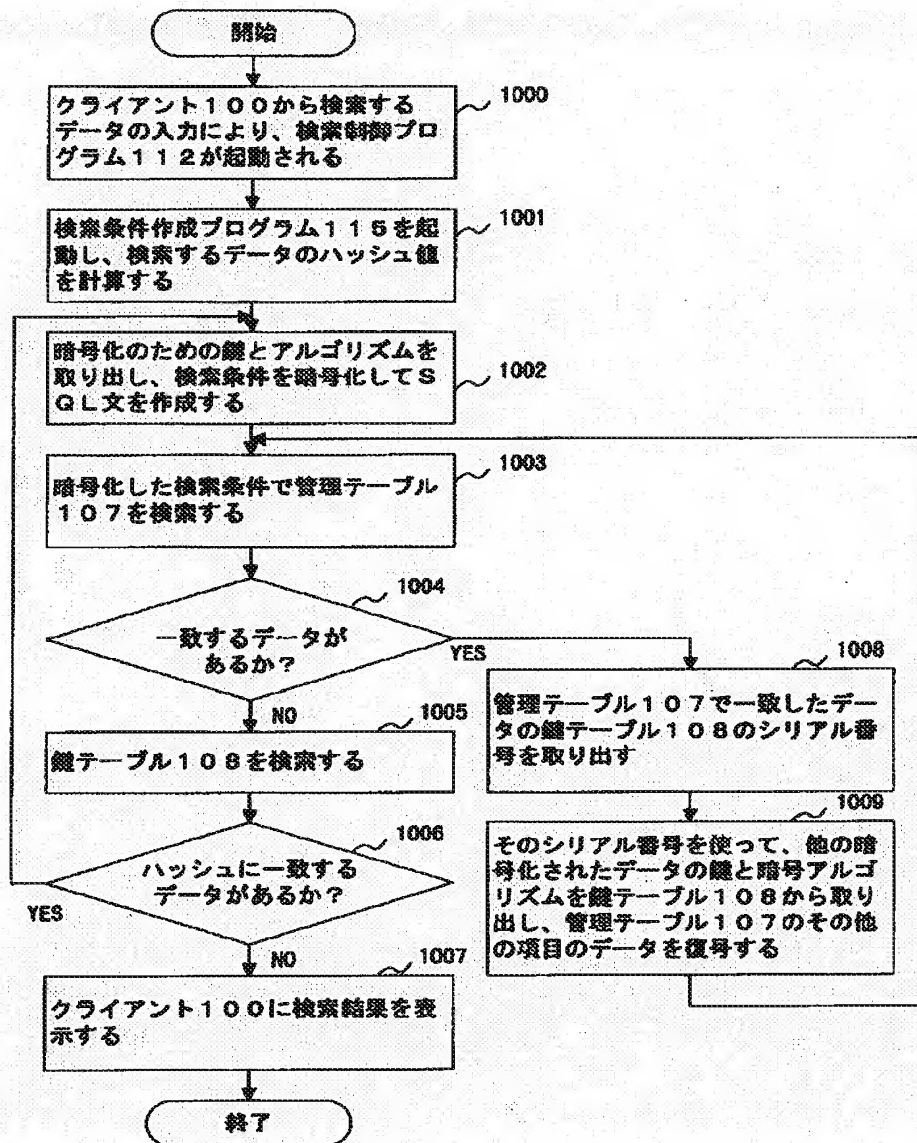 開始
クライアント100から検索する
データの入力により、検索制御プロ
グラム112が起動される
1000
検索条件作成プログラム115を起
動し、検索するデータのハッシュ値
を計算する
1001
暗号化のための鍵とアルゴリズムを
取り出し、検索条件を暗号化してS
QL文を作成する
1002
暗号化した検索条件で管理テーブル
107を検索する
1003
一致するデータが
あるか?
1004
YES
NO
鍵テーブル108を検索する
1005
ハッシュに一致する
データがあるか?
1006
YES
NO
クライアント100に検索結果を表
示する
1007
終了
管理テーブル107で一致したデー
タの鍵テーブル108のシリアル番
号を取り出す
1008
そのシリアル番号を使って、他の暗
号化されたデータの鍵と暗号アルゴ
リズムを鍵テーブル108から取り
出し、管理テーブル107のその他
の項目のデータを復号する
1009